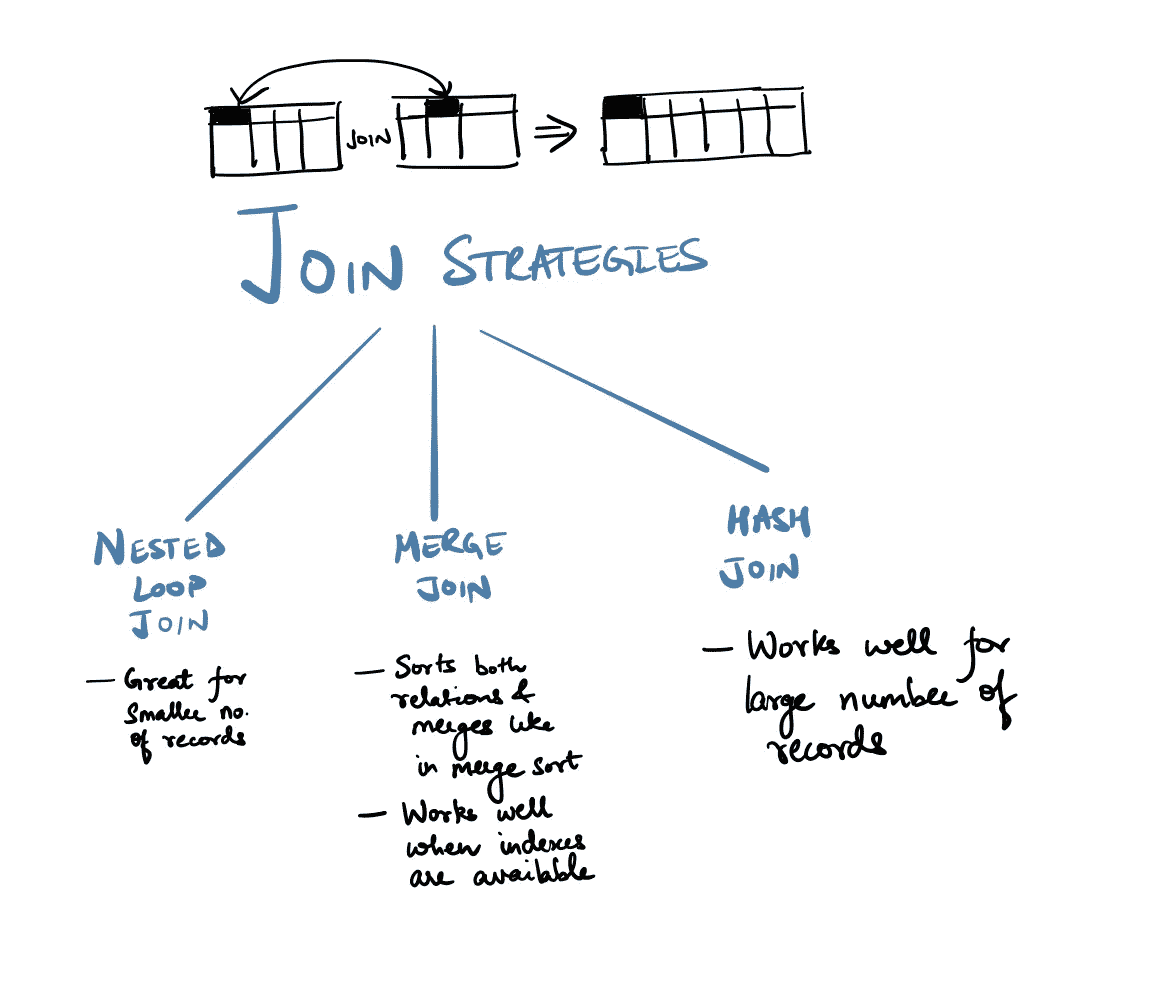 JOIN
JOIN STRATEGIES
NESTED
LOOP
JOIN
— Great for
Smaller no.
of records
MERGE
JOIN
— Sorts both
relations &
merges like
in merge sort
— Works well
when indexes
are available
HASH
JOIN
— Works well for
large number of
records